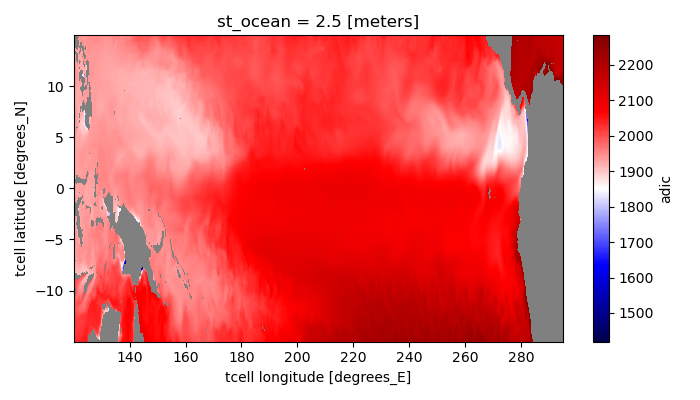 st_ocean = 2.5 [meters]
tcell latitude [degrees_N]
10
5
0
−5
−10
140 160 180 200 220 240 260 280
tcell longitude [degrees_E]
2200
2100
2000
1900
1800
1700
1600
1500
adic